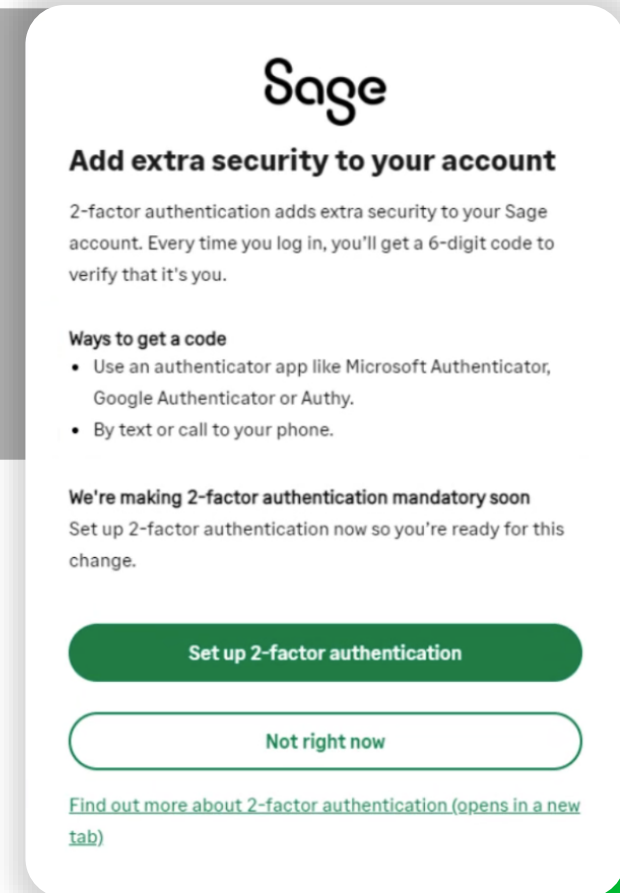 Sage
Add extra security to your account
2-factor authentication adds extra security to your Sage
account. Every time you log in, you'll get a 6-digit code to
verify that it's you.
Ways to get a code
• Use an authenticator app like Microsoft Authenticator,
Google Authenticator or Authy.
• By text or call to your phone.
We're making 2-factor authentication mandatory soon
Set up 2-factor authentication now so you're ready for this
change.
Set up 2-factor authentication
Not right now
Find out more about 2-factor authentication (opens in a new
tab)